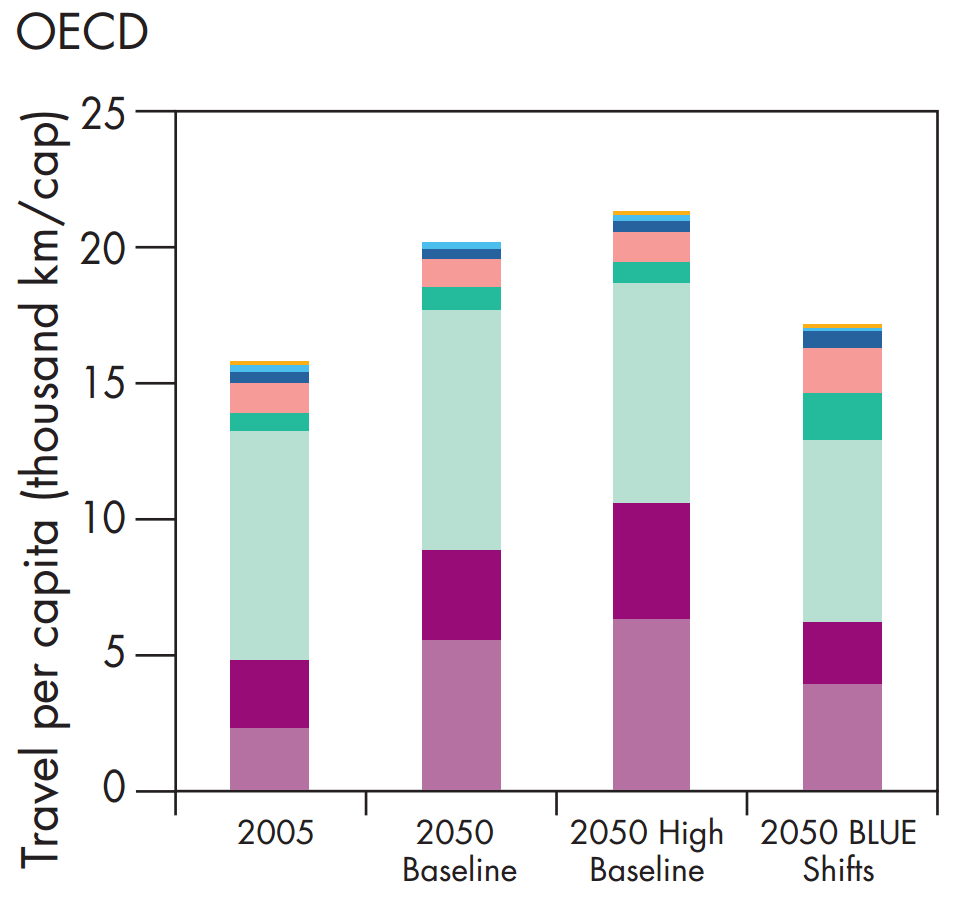 OECD
Travel per capita (thousand km/cap)
25
20
15
10
5
0
2005
2050
Baseline
2050 High
Baseline
2050 BLUE
Shifts